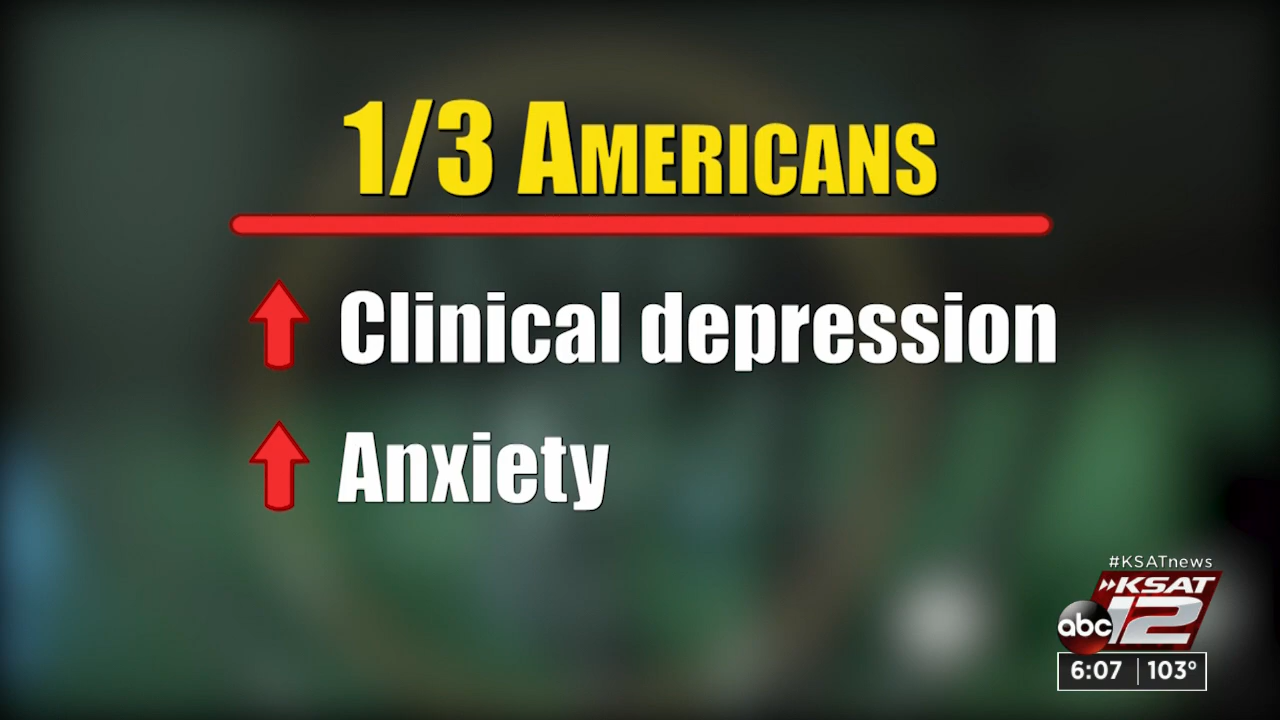 1/3 AMERICANS
Clinical depression
Anxiety
#KSATnews
KSAT
abc 12
6:07 103°